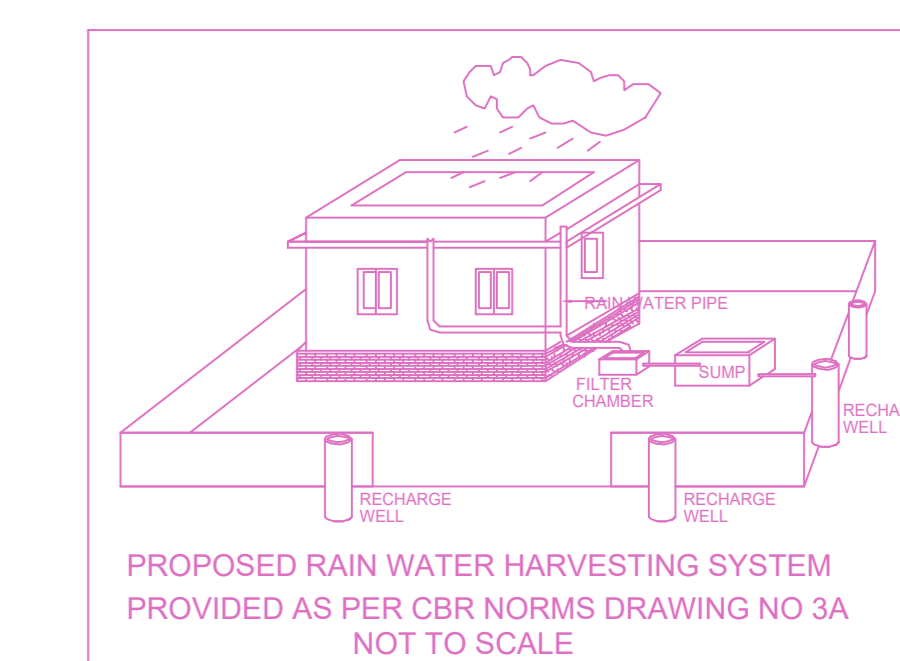 RAIN WATER PIPE
SUMP
FILTER
CHAMBER
RECHA
WELL
RECHARGE
WELL
RECHARGE
WELL
PROPOSED RAIN WATER HARVESTING SYSTEM
PROVIDED AS PER CBR NORMS DRAWING NO 3A
NOT TO SCALE